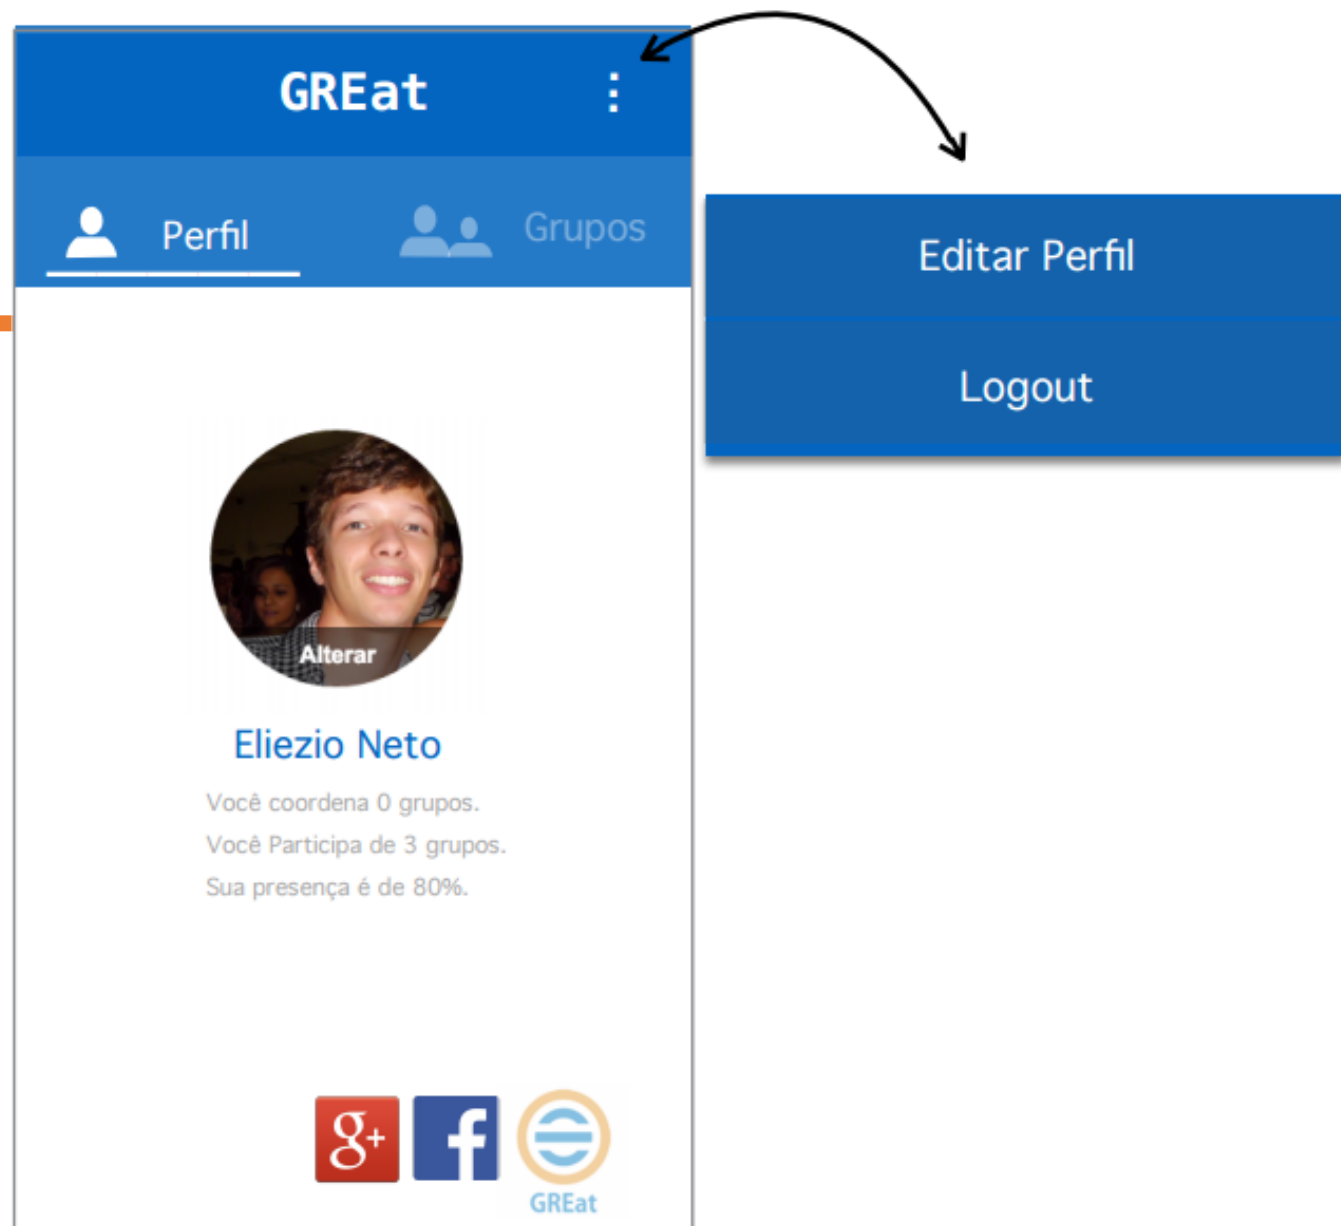 GREat
Perfil
Grupos
Editar Perfil
Logout
Alterar
Eliezio Neto
Você coordena 0 grupos.
Você Participa de 3 grupos.
Sua presença é de 80%.
g+
f
GREat